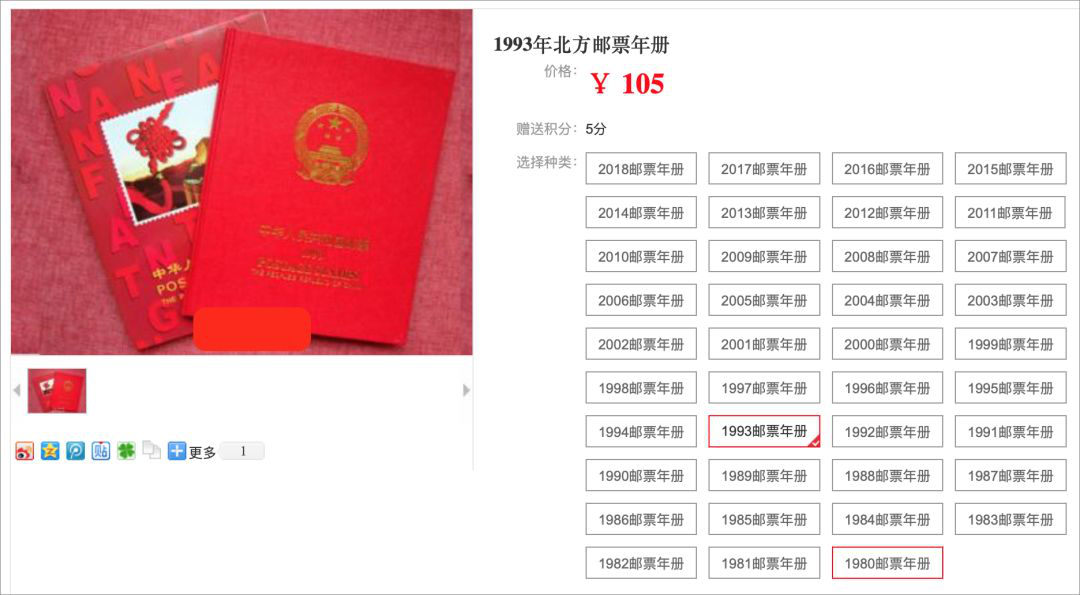 1993年北方邮票年册
价格：
￥ 105
赠送积分： 5分
选择种类：
2018邮票年册 2017邮票年册 2016邮票年册 2015邮票年册
2014邮票年册 2013邮票年册 2012邮票年册 2011邮票年册
2010邮票年册 2009邮票年册 2008邮票年册 2007邮票年册
2006邮票年册 2005邮票年册 2004邮票年册 2003邮票年册
2002邮票年册 2001邮票年册 2000邮票年册 1999邮票年册
1998邮票年册 1997邮票年册 1996邮票年册 1995邮票年册
1994邮票年册 1993邮票年册 1992邮票年册 1991邮票年册
1990邮票年册 1989邮票年册 1988邮票年册 1987邮票年册
1986邮票年册 1985邮票年册 1984邮票年册 1983邮票年册
1982邮票年册 1981邮票年册 1980邮票年册
NANFANG
中华人
POS
POSTAGE STAMPS
THE PEOPLE'S REPUBLIC OF CHINA
贴
更多 1